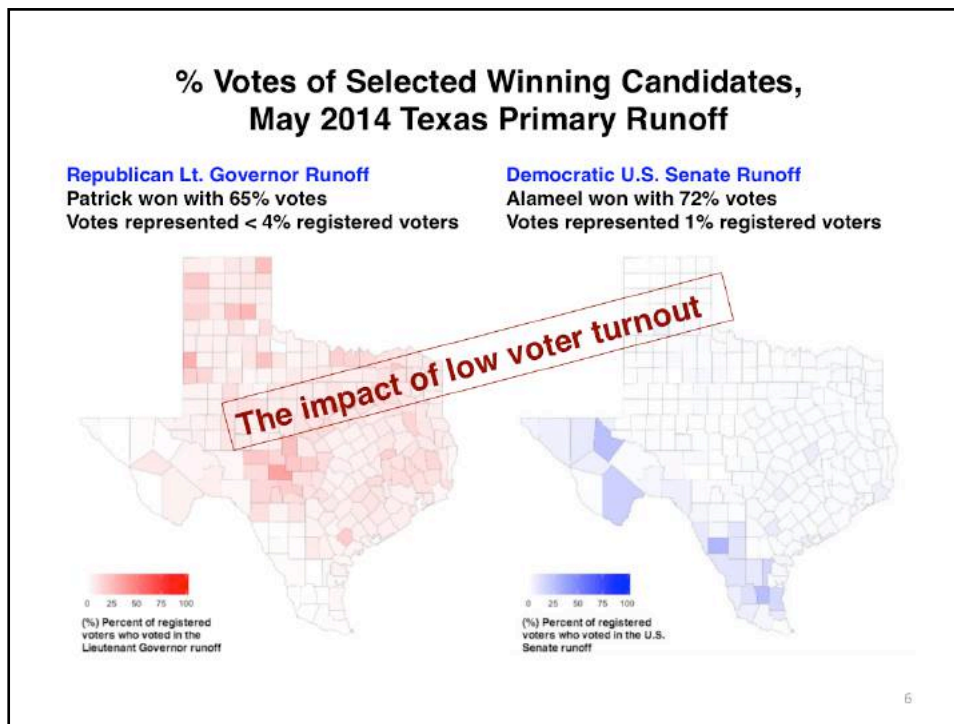 % Votes of Selected Winning Candidates,
May 2014 Texas Primary Runoff
Republican Lt. Governor Runoff
Patrick won with 65% votes
Votes represented < 4% registered voters
Democratic U.S. Senate Runoff
Alameel won with 72% votes
Votes represented 1% registered voters
The impact of low voter turnout
0 25 50 75 100
(%) Percent of registered
voters who voted in the
Lieutenant Governor runoff
0 25 50 75 100
(%) Percent of registered
voters who voted in the U.S.
Senate runoff
6